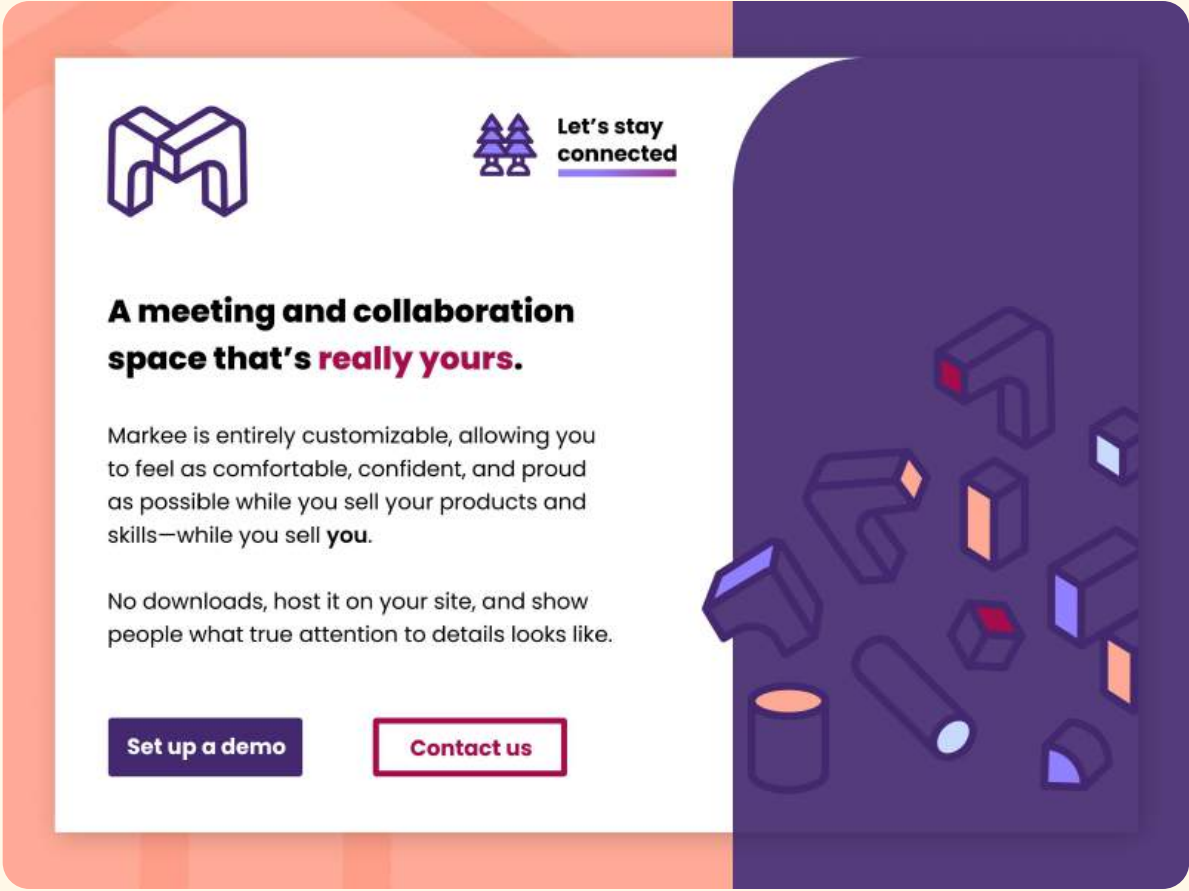 Let's stay
connected
A meeting and collaboration
space that's really yours.
Markee is entirely customizable, allowing you
to feel as comfortable, confident, and proud
as possible while you sell your products and
skills—while you sell you.
No downloads, host it on your site, and show
people what true attention to details looks like.
Set up a demo
Contact us